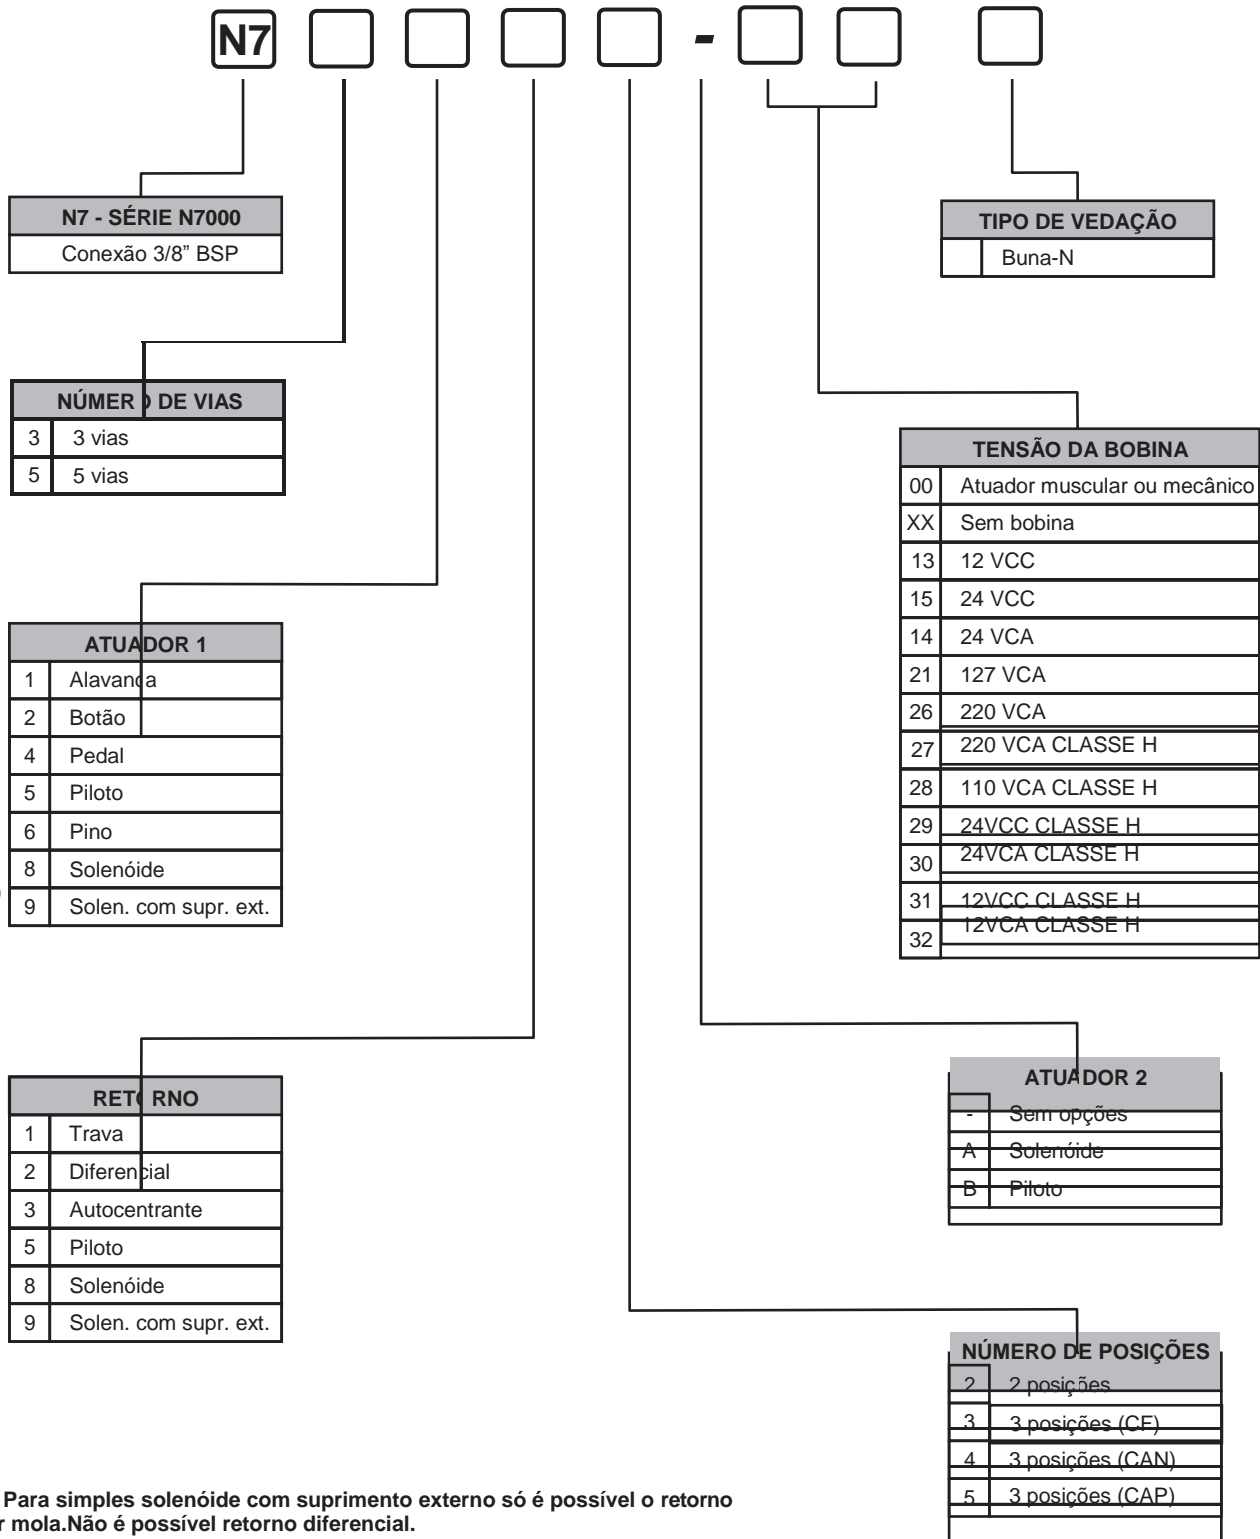 N7 -
N7 - SÉRIE N7000
Conexão 3/8” BSP
TIPO DE VEDAÇÃO
Buna-N
NÚMERO DE VIAS
3 3 vias
5 5 vias
TENSÃO DA BOBINA
00 Atuador muscular ou mecânico
XX Sem bobina
13 12 VCC
15 24 VCC
14 24 VCA
21 127 VCA
26 220 VCA
27 220 VCA CLASSE H
28 110 VCA CLASSE H
29 24VCC CLASSE H
30 24VCA CLASSE H
31 12VCC CLASSE H
32 12VCA CLASSE H
ATUADOR 1
1 Alavanca
2 Botão
4 Pedal
5 Piloto
6 Pino
8 Solenóide
9 Solen. com supr. ext.
RETORNO
1 Trava
2 Diferencial
3 Autocentrante
5 Piloto
8 Solenóide
9 Solen. com supr. ext.
ATUADOR 2
- Sem opções
A Solenóide
B Piloto
NÚMERO DE POSIÇÕES
2 2 posições
3 3 posições (CF)
4 3 posições (CAN)
5 3 posições (CAP)
Para simples solenóide com suprimento externo só é possível o retorno
r mola.Não é possível retorno diferencial.